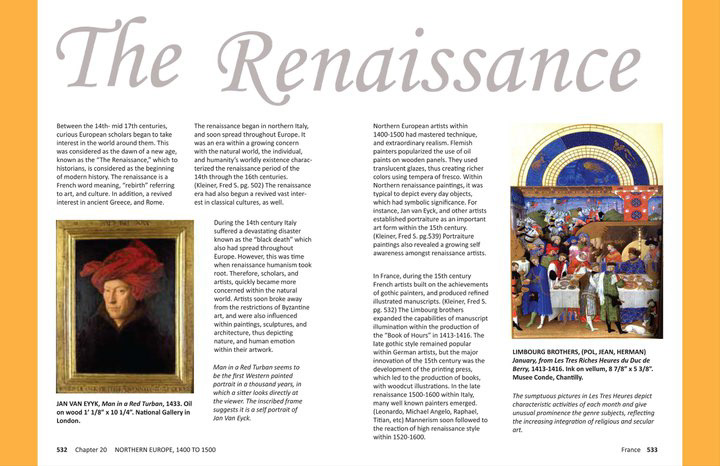 The Renaissance
Between the 14th- mid 17th centuries,
curious European scholars began to take
interest in the world around them. This
was considered as the dawn of a new age,
known as the "The Renaissance," which to
historians, is considered as the beginning
of modern history. The renaissance is a
French word meaning, "rebirth" referring
to art, and culture. In addition, a revived
interest in ancient Greece, and Rome.
JAN VAN EYYK, Man in a Red Turban, 1433. Oil
on wood 1' 1/8" x 10 1/4". National Gallery in
London.
The renaissance began in northern Italy,
and soon spread throughout Europe. It
was an era within a growing concern
with the natural world, the individual,
and humanity's worldly existence charac-
terized the renaissance period of the
14th through the 16th centuries.
(Kleiner, Fred S. pg. 502) The renaissance
era had also begun a revived vast inter-
est in classical cultures, as well.
During the 14th century Italy
suffered a devastating disaster
known as the "black death" which
also had spread throughout
Europe. However, this was time
when renaissance humanism took
root. Therefore, scholars, and
artists, quickly became more
concerned within the natural
world. Artists soon broke away
from the restrictions of Byzantine
art, and were also influenced
within paintings, sculptures, and
architecture, thus depicting
nature, and human emotion
within their artwork.
Man in a Red Turban seems to
be the first Western painted
portrait in a thousand years, in
which a sitter looks directly at
the viewer. The inscribed frame
suggests it is a self portrait of
Jan Van Eyck.
532 Chapter 20 NORTHERN EUROPE, 1400 TO 1500
Northern European artists within
1400-1500 had mastered technique,
and extraordinary realism. Flemish
painters popularized the use of oil
paints on wooden panels. They used
translucent glazes, thus creating richer
colors using tempera of fresco. Within
Northern renaissance paintings, it was
typical to depict every day objects,
which had symbolic significance. For
instance, Jan van Eyck, and other artists
established portraiture as an important
art form within the 15th century.
(Kleiner, Fred S. pg.539) Portraiture
paintings also revealed a growing self
awareness amongst renaissance artists.
In France, during the 15th century
French artists built on the achievements
of gothic painters, and produced refined
illustrated manuscripts. (Kleiner, Fred S.
pg. 532) The Limbourg brothers
expanded the capabilities of manuscript
illumination within the production of
the "Book of Hours" in 1413-1416. The
late gothic style remained popular
within German artists, but the major
innovation of the 15th century was the
development of the printing press,
which led to the production of books,
with woodcut illustrations. In the late
renaissance 1500-1600 within Italy,
many well known painters emerged.
(Leonardo, Michael Angelo, Raphael,
Titian, etc) Mannerism soon followed to
the reaction of high renaissance style
within 1520-1600.
LIMBOURG BROTHERS, (POL, JEAN, HERMAN)
January, from Les Tres Riches Heures du Duc de
Berry, 1413-1416. Ink on vellum, 8 7/8" x 5 3/8".
Musee Conde, Chantilly.
The sumptuous pictures in Les Tres Heures depict
characteristic activities of each month and give
unusual prominence the genre subjects, reflecting
the increasing integration of religious and secular
art.
France 533